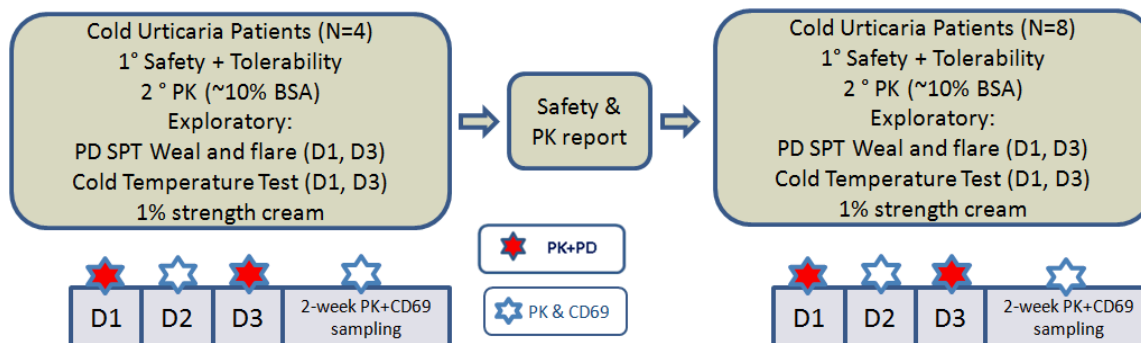 Cold Urticaria Patients (N=4)
1° Safety + Tolerability
2 ° PK (~10% BSA)
Exploratory:
PD SPT Weal and flare (D1, D3)
Cold Temperature Test (D1, D3)
1% strength cream
Safety &
PK report
Cold Urticaria Patients (N=8)
1° Safety + Tolerability
2 ° PK (~10% BSA)
Exploratory:
PD SPT Weal and flare (D1, D3)
Cold Temperature Test (D1, D3)
1% strength cream
PK+PD
PK & CD69
D1
D2
D3
2-week PK+CD69
sampling
D1
D2
D3
2-week PK+CD69
sampling